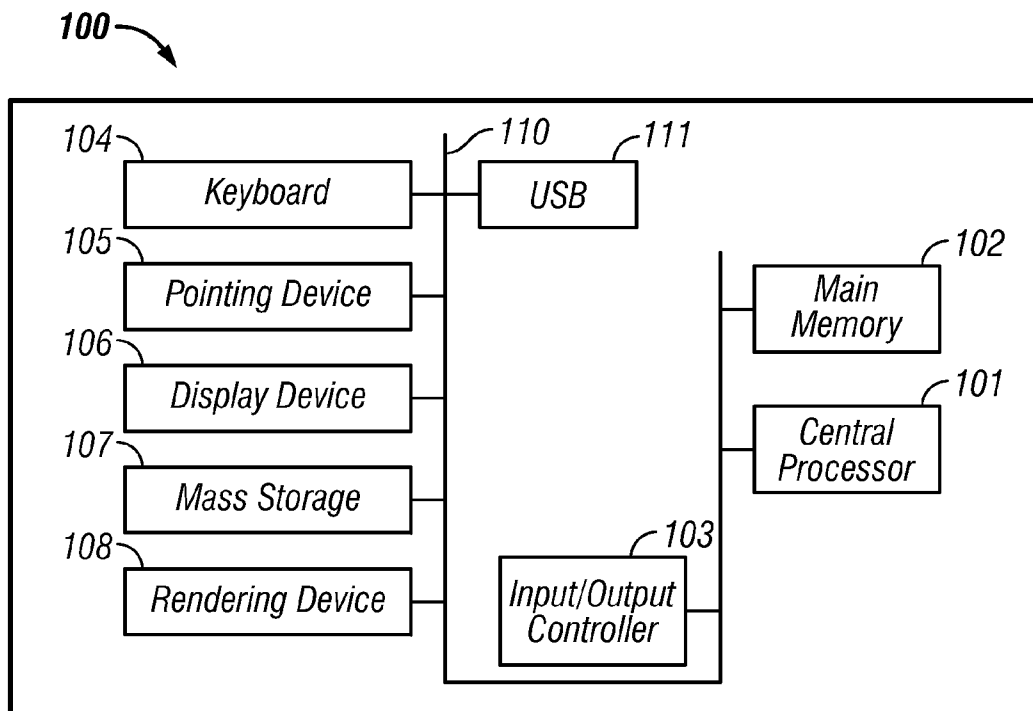 100
104
110
111
Keyboard
USB
105
Pointing Device
102
Main
Memory
106
Display Device
101
Central
Processor
107
Mass Storage
103
Input/Output
Controller
108
Rendering Device